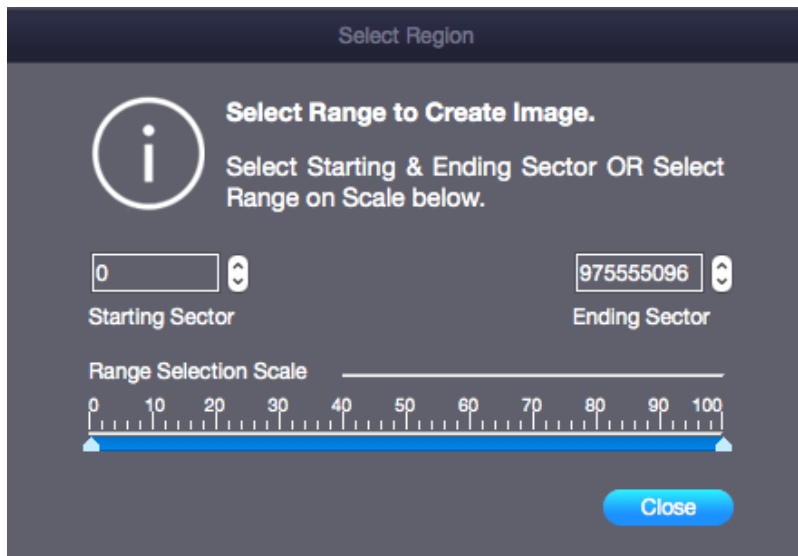 Select Region
Select Range to Create Image.
Select Starting & Ending Sector OR Select
Range on Scale below.
0 975555096
Starting Sector Ending Sector
Range Selection Scale
0 10 20 30 40 50 60 70 80 90 100
Close